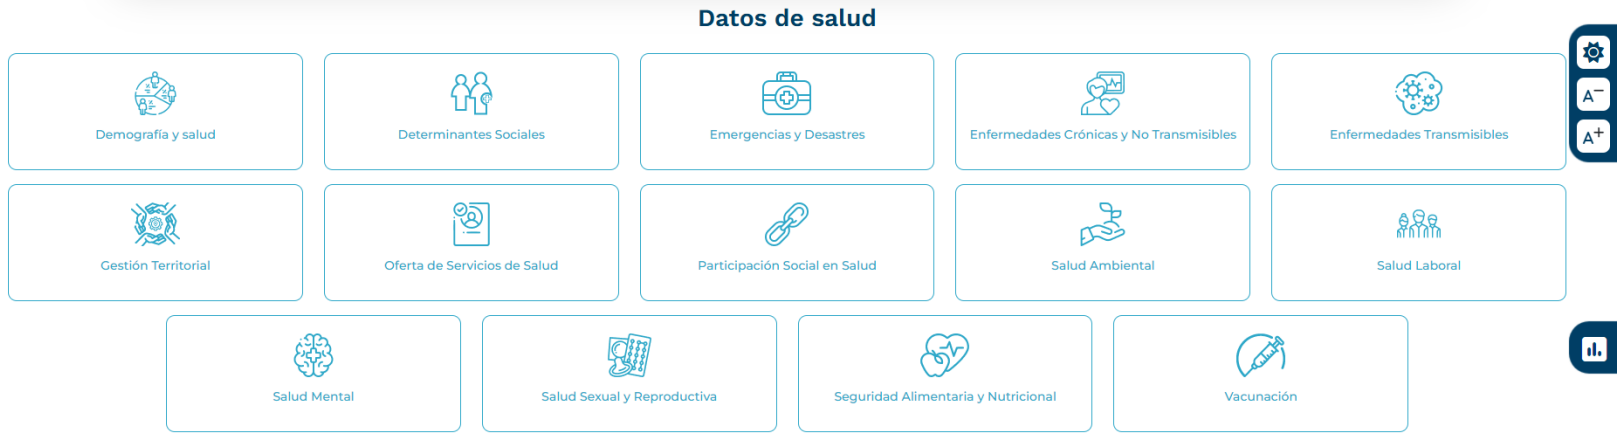 Datos de salud
Demografía y salud
Determinantes Sociales
Emergencias y Desastres
Enfermedades Crónicas y No Transmisibles
Enfermedades Transmisibles
A−
A+
Gestión Territorial
Oferta de Servicios de Salud
Participación Social en Salud
Salud Ambiental
Salud Laboral
Salud Mental
Salud Sexual y Reproductiva
Seguridad Alimentaria y Nutricional
Vacunación